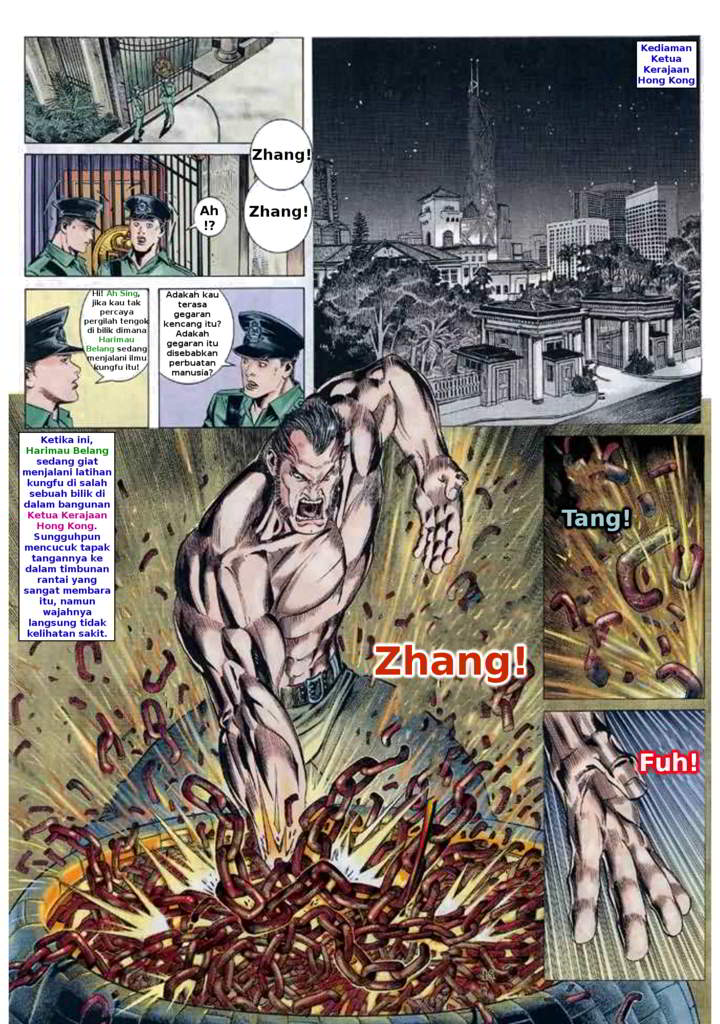 Kediaman
Ketua
Kerajaan
Hong Kong
Zhang!
Zhang!
Ah
!?
Hi! Ah Sing,
jika kau tak
percaya
pergilah tengok
di bilik dimana
Harimau
Belang sedang
menjalani ilmu
kungfu itu!
Adakah kau
terasa
gegaran
kencang itu?
Adakah
gegaran itu
disebabkan
perbuatan
manusia?
Ketika ini,
Harimau Belang
sedang giat
menjalani latihan
kungfu di salah
sebuah bilik di
dalam bangunan
Ketua Kerajaan
Hong Kong.
Sungguhpun
mencucuk tapak
tangannya ke
dalam timbunan
rantai yang
sangat membara
itu, namun
wajahnya
langsung tidak
kelihatan sakit.
Tang!
Zhang!
Fuh!